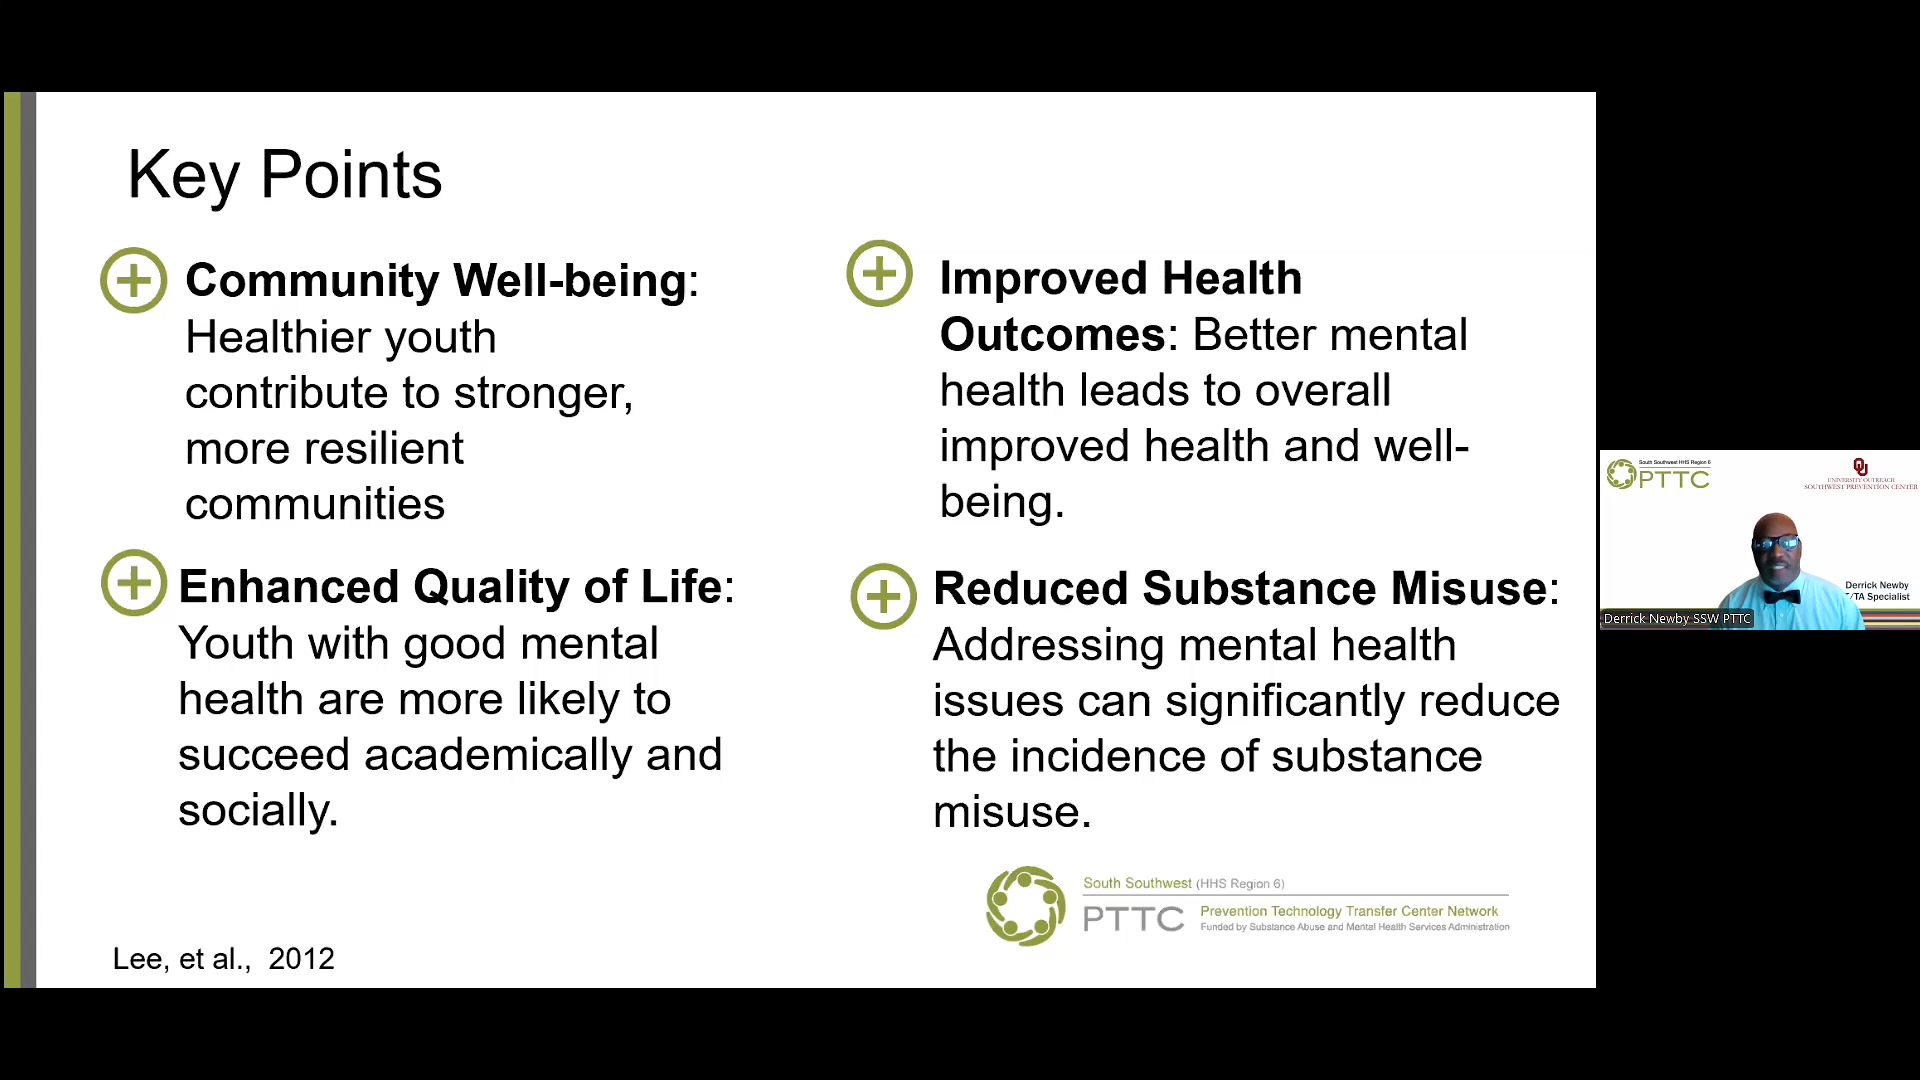 Key Points
Community Well-being:
Healthier youth
contribute to stronger,
more resilient
communities
Enhanced Quality of Life:
Youth with good mental
health are more likely to
succeed academically and
socially.
Improved Health
Outcomes: Better mental
health leads to overall
improved health and well-
being.
Reduced Substance Misuse:
Addressing mental health
issues can significantly reduce
the incidence of substance
misuse.
South Southwest (HHS Region 6)
PTTC
Prevention Technology Transfer Center Network
Funded by Substance Abuse and Mental Health Services Administration
Lee, et al., 2012
South Southwest HHS Region 6
PTTC
OU
UNIVERSITY OUTREACH
SOUTHWEST PREVENTION CENTER
Derrick Newby
/TA Specialist
Derrick Newby SSW PTTC